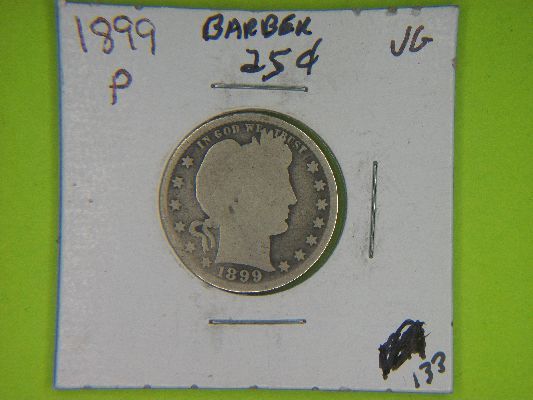 1899 BARBER VG
P 25¢
IN GOD WE TRUST
1899
133